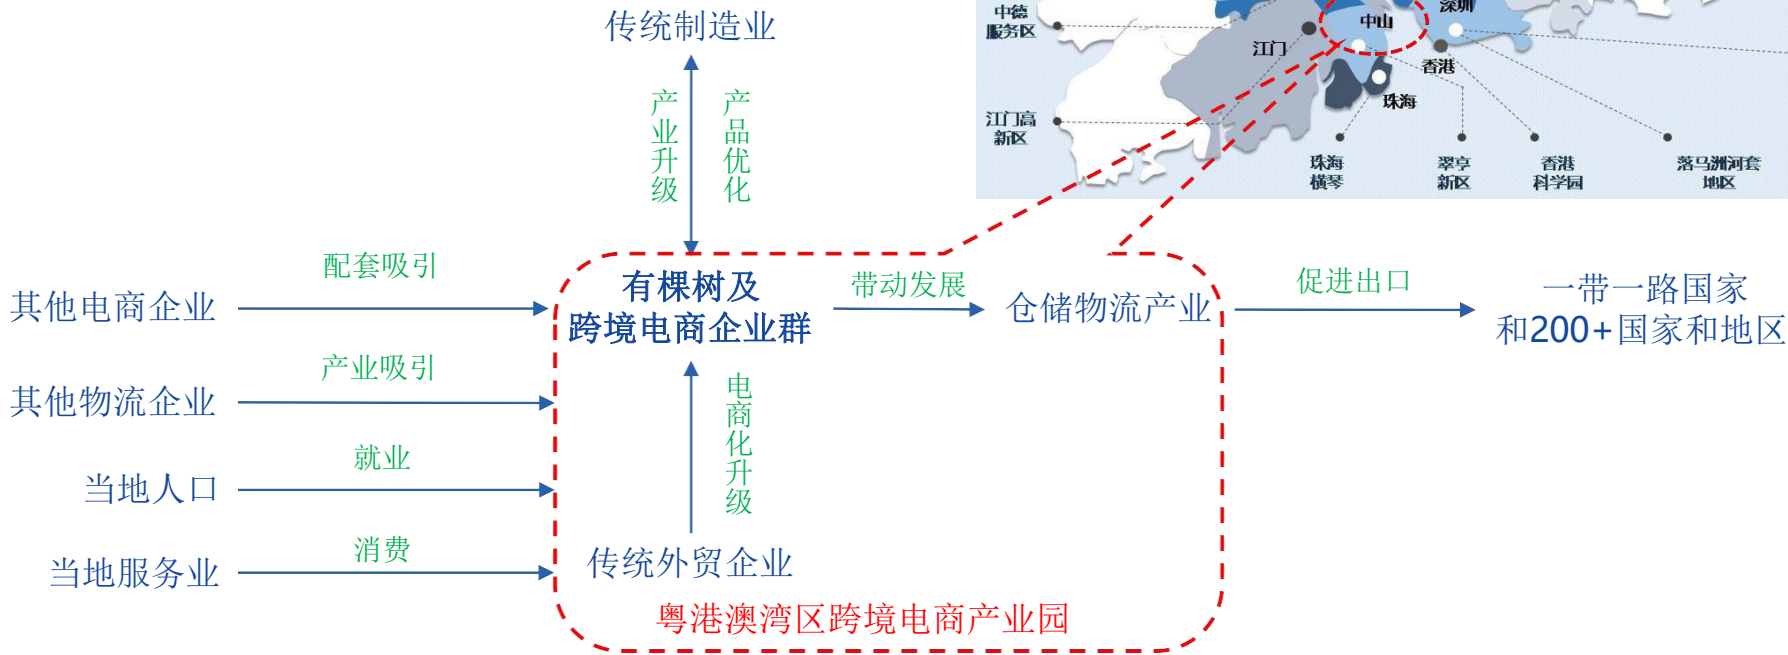 传统制造业
产业升级
产品优化
中德
服务区
江门高
新区
江门
中山
深圳
香港
珠海
珠海
横琴
翠亨
新区
香港
科学园
落马洲河套
地区
其他电商企业
配套吸引
有棵树及
跨境电商企业群
带动发展
仓储物流产业
促进出口
一带一路国家
和200+国家和地区
其他物流企业
产业吸引
电商化升级
当地人口
就业
当地服务业
消费
传统外贸企业
粤港澳湾区跨境电商产业园